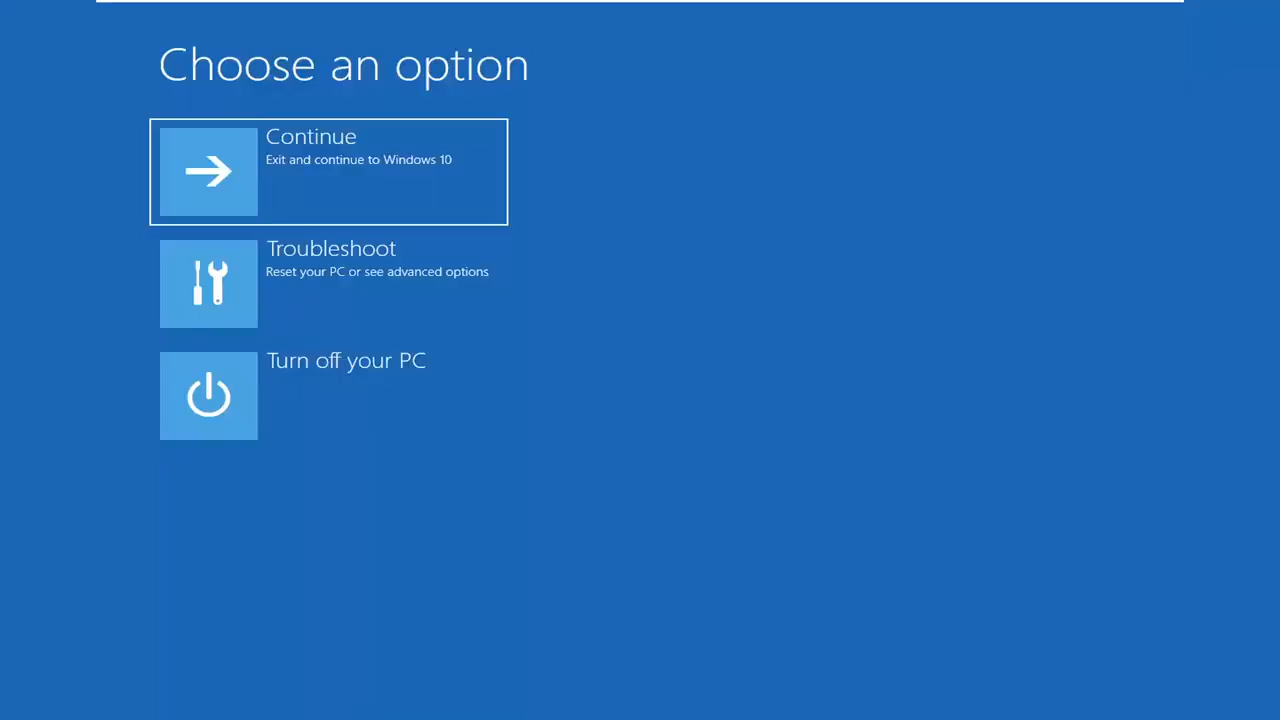 Choose an option
Continue
Exit and continue to Windows 10
Troubleshoot
Reset your PC or see advanced options
Turn off your PC